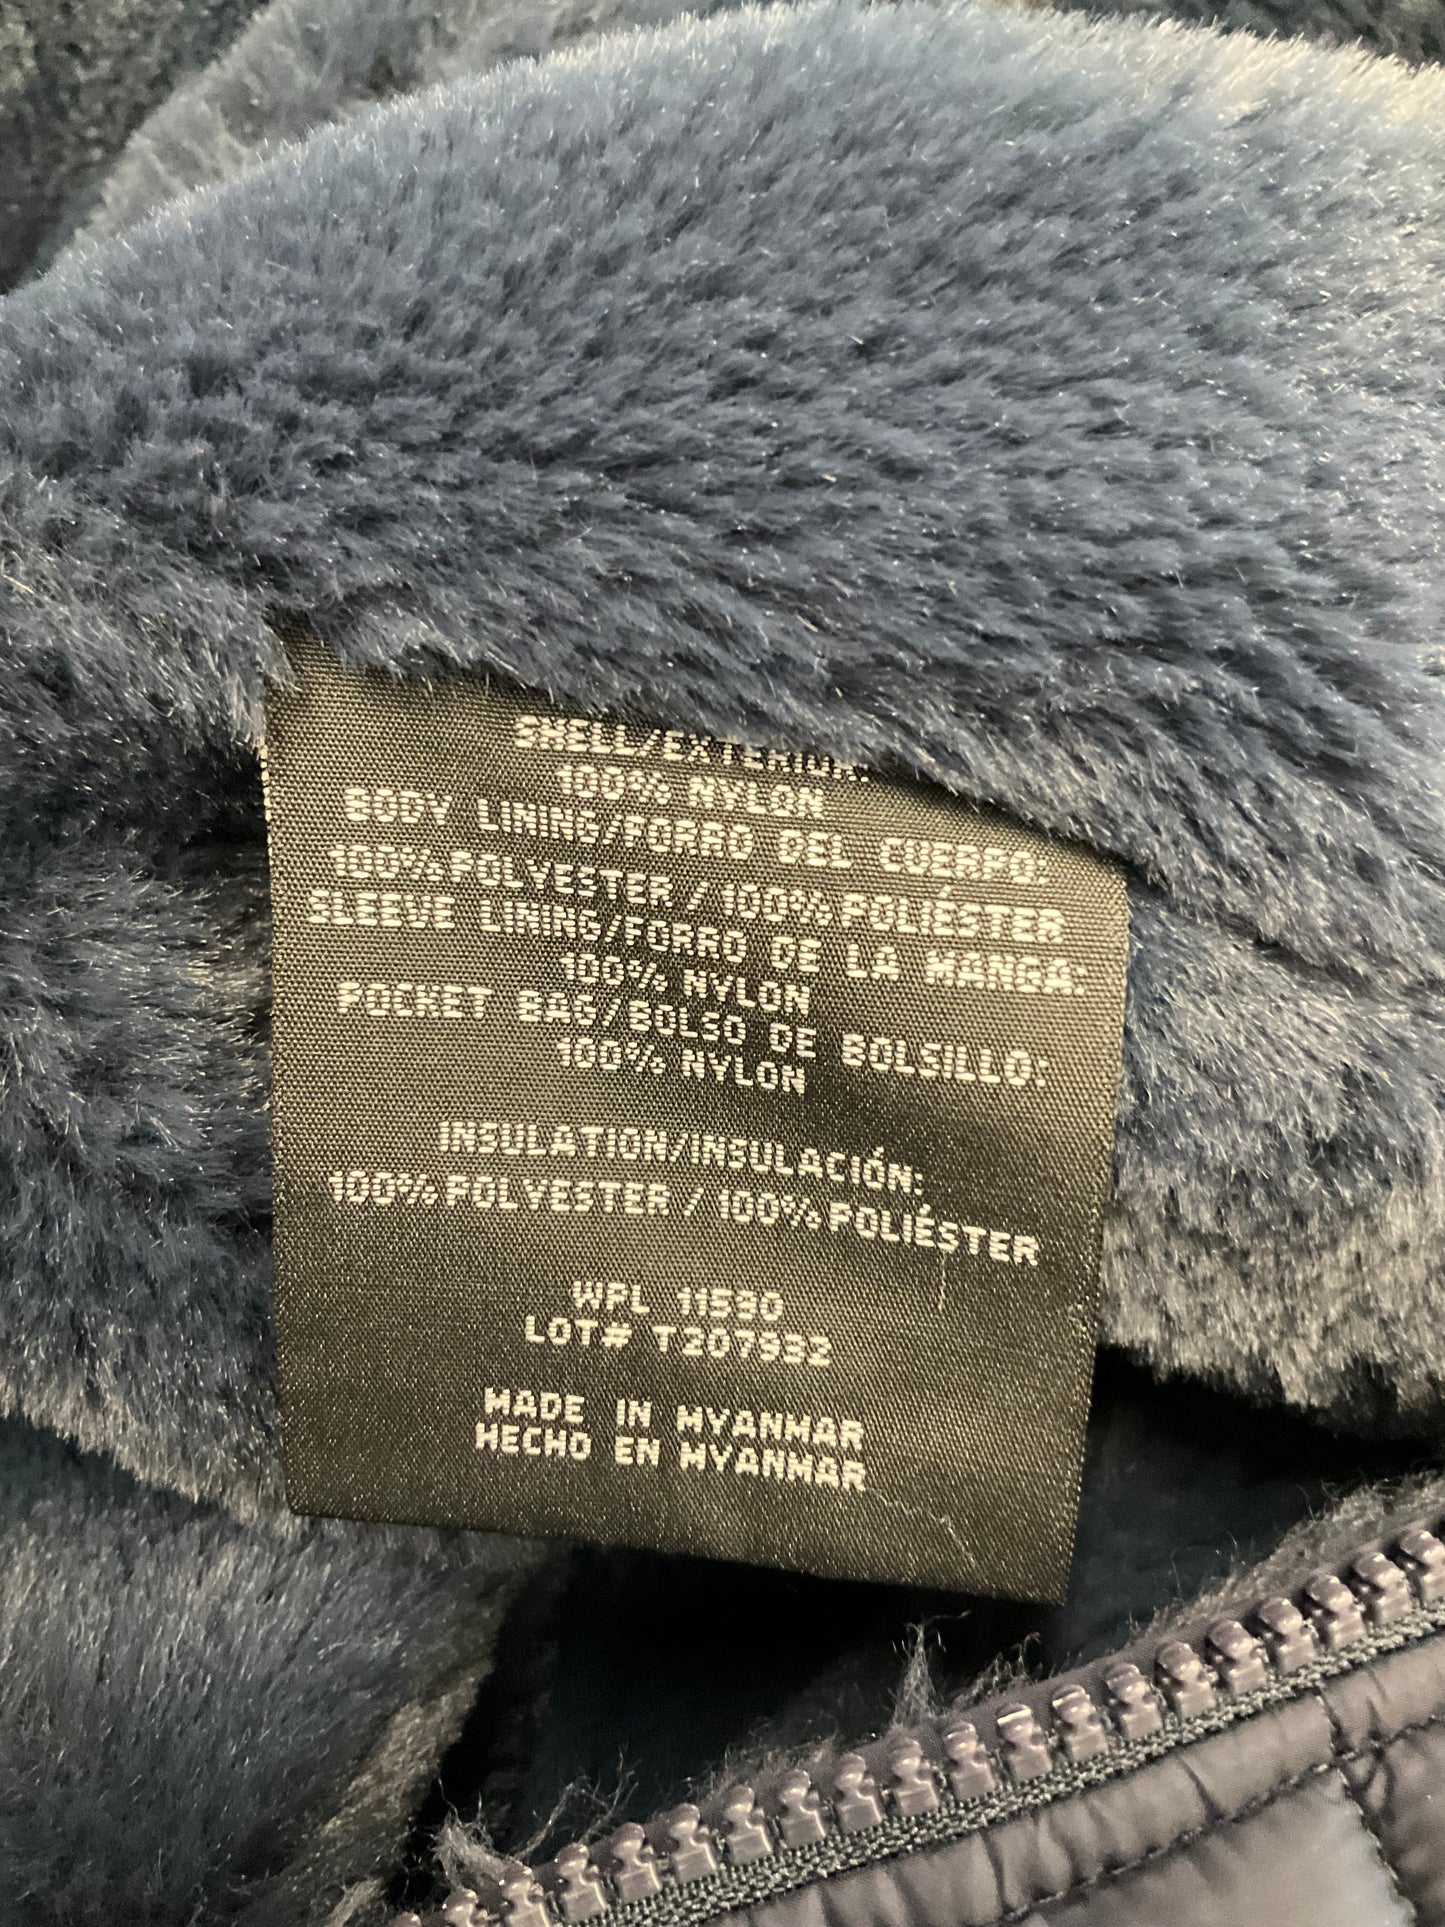 SHELL/EXTERIOR:
100% NYLON
BODY LINING/FORRO DEL CUERPO:
100% POLYESTER / 100% POLIÉSTER
SLEEVE LINING/FORRO DE LA MANGA:
100% NYLON
POCKET BAG/BOLSO DE BOLSILLO:
100% NYLON
INSULATION/INSULACIÓN:
100% POLYESTER / 100% POLIÉSTER
WPL 11590
LOT# T207932
MADE IN MYANMAR
HECHO EN MYANMAR